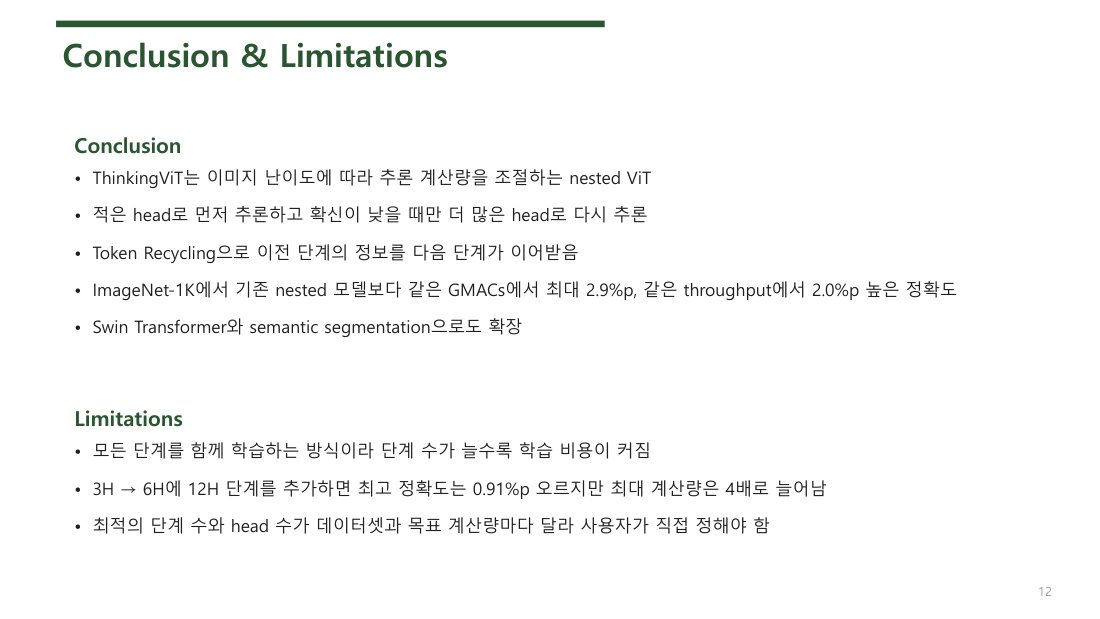 Conclusion & Limitations
Conclusion
• ThinkingViT는 이미지 난이도에 따라 추론 계산량을 조절하는 nested ViT
• 적은 head로 먼저 추론하고 확신이 낮을 때만 더 많은 head로 다시 추론
• Token Recycling으로 이전 단계의 정보를 다음 단계가 이어받음
• ImageNet-1K에서 기존 nested 모델보다 같은 GMACs에서 최대 2.9%p, 같은 throughput에서 2.0%p 높은 정확도
• Swin Transformer와 semantic segmentation으로도 확장
Limitations
• 모든 단계를 함께 학습하는 방식이라 단계 수가 늘수록 학습 비용이 커짐
• 3H → 6H에 12H 단계를 추가하면 최고 정확도는 0.91%p 오르지만 최대 계산량은 4배로 늘어남
• 최적의 단계 수와 head 수가 데이터셋과 목표 계산량마다 달라 사용자가 직접 정해야 함
12